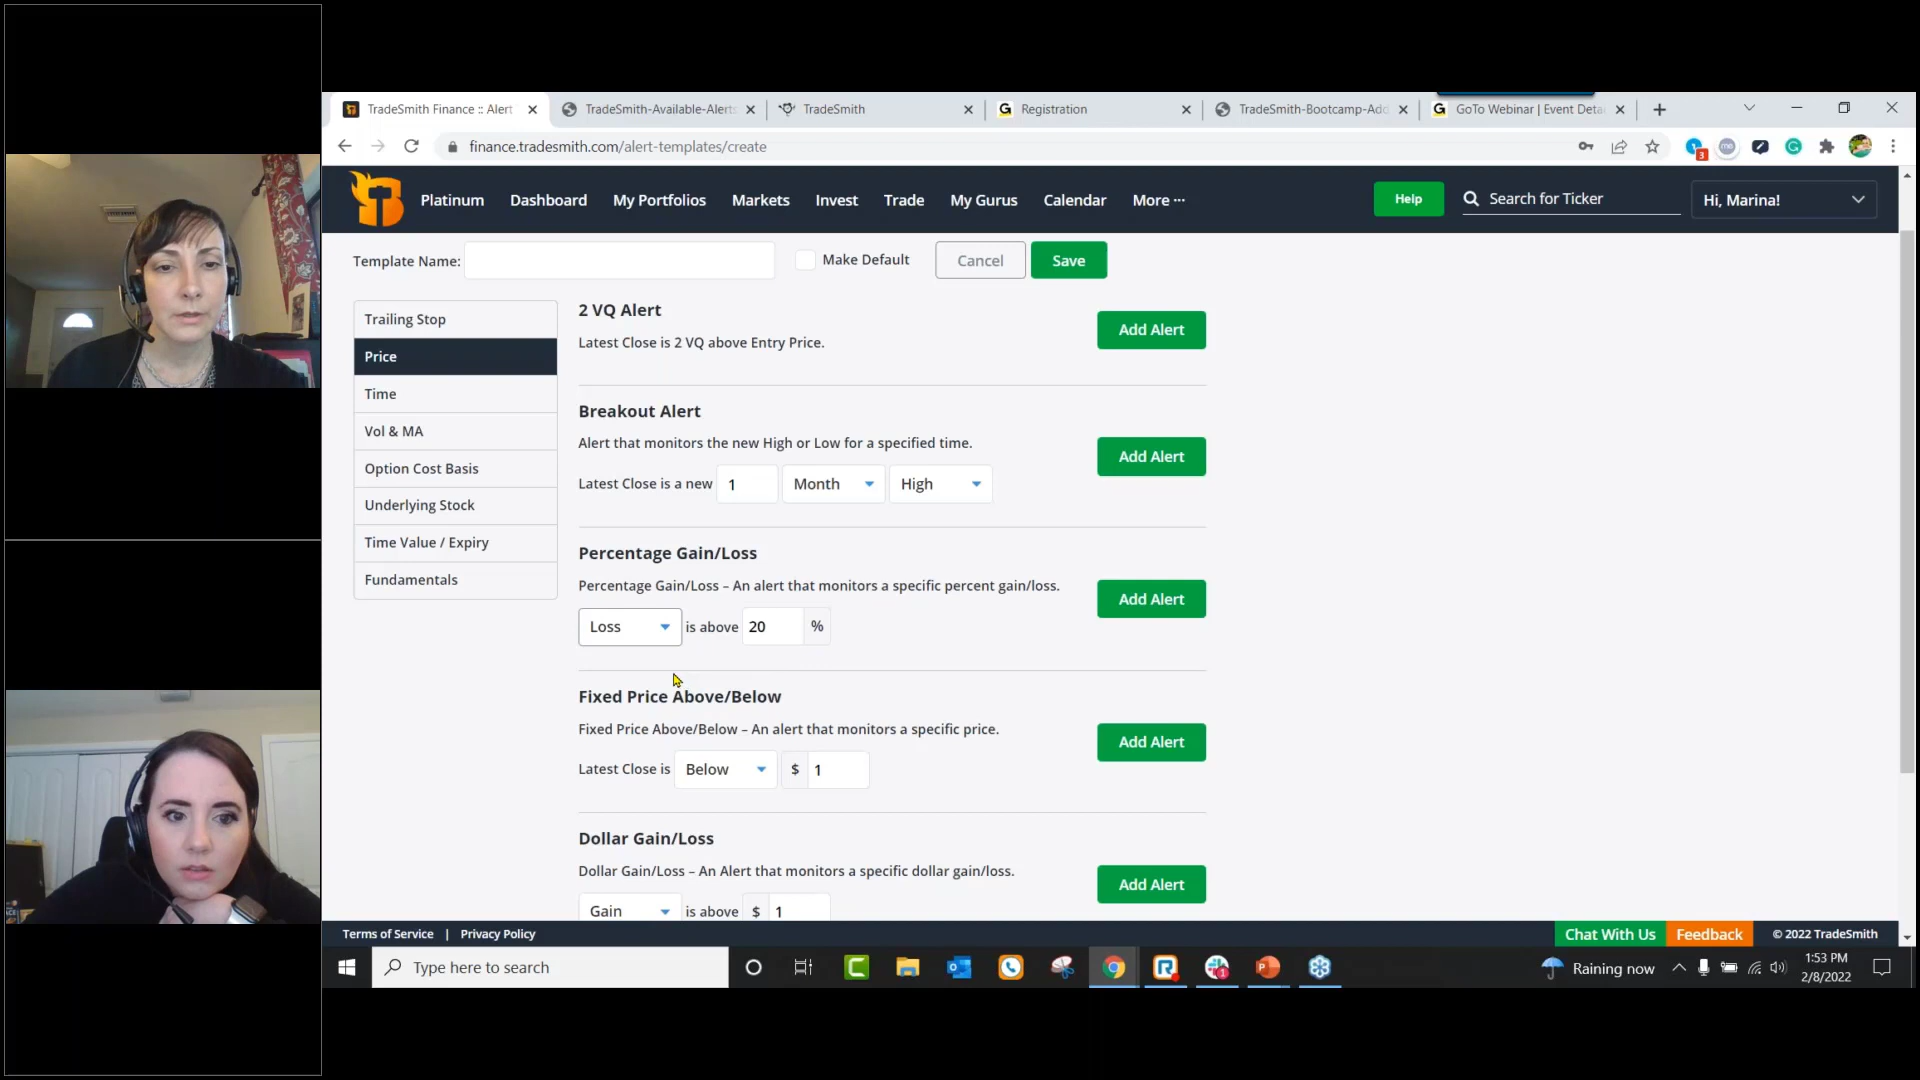 TradeSmith Finance :: Alert
TradeSmith-Available-Alerts
TradeSmith
G Registration
TradeSmith-Bootcamp-Add
G GoTo Webinar | Event Deta
finance.tradesmith.com/alert-templates/create
3
Platinum Dashboard My Portfolios Markets Invest Trade My Gurus Calendar More ···
Help
Search for Ticker
Hi, Marina!
Template Name:
Make Default
Cancel
Save
Trailing Stop
Price
Time
Vol & MA
Option Cost Basis
Underlying Stock
Time Value / Expiry
Fundamentals
2 VQ Alert
Latest Close is 2 VQ above Entry Price.
Add Alert
Breakout Alert
Alert that monitors the new High or Low for a specified time.
Latest Close is a new 1 Month High
Add Alert
Percentage Gain/Loss
Percentage Gain/Loss – An alert that monitors a specific percent gain/loss.
Loss is above 20 %
Add Alert
Fixed Price Above/Below
Fixed Price Above/Below – An alert that monitors a specific price.
Latest Close is Below $ 1
Add Alert
Dollar Gain/Loss
Dollar Gain/Loss – An Alert that monitors a specific dollar gain/loss.
Gain is above $ 1
Add Alert
Terms of Service | Privacy Policy
Chat With Us
Feedback
© 2022 TradeSmith
Type here to search
Raining now
1:53 PM
2/8/2022